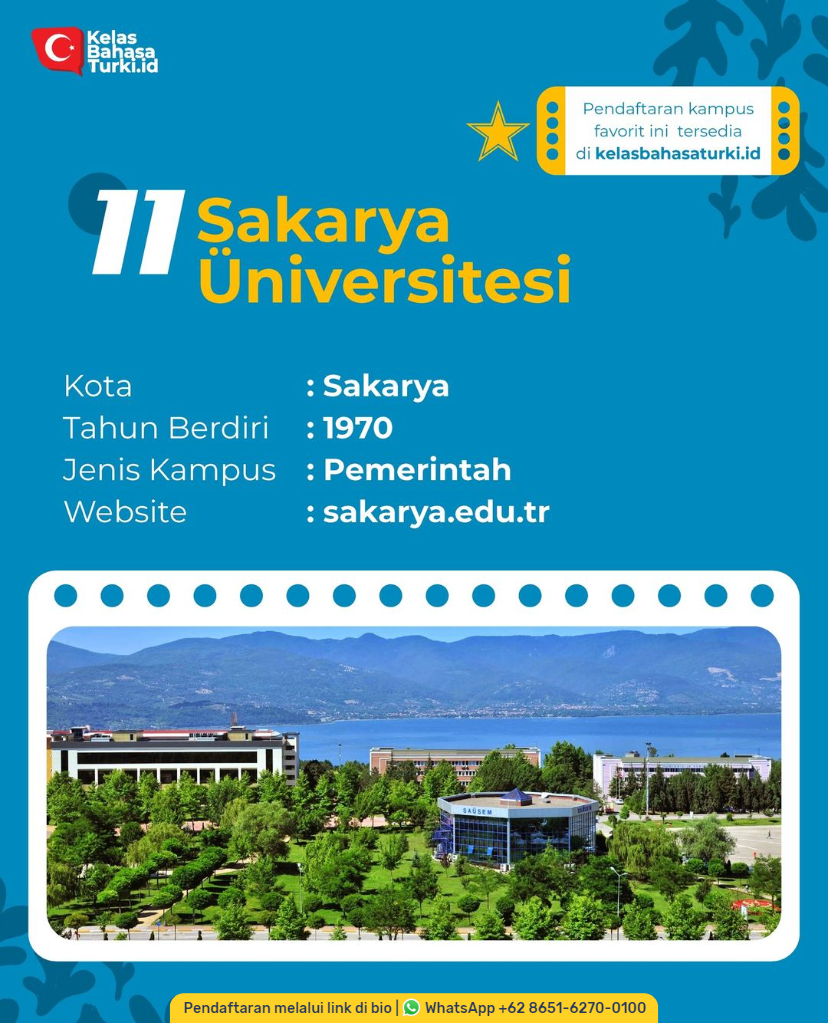 Kelas
Bahasa
Turki.id
Pendaftaran kampus
favorit ini tersedia
di kelasbahasaturki.id
11
Sakarya
Üniversitesi
Kota : Sakarya
Tahun Berdiri : 1970
Jenis Kampus : Pemerintah
Website : sakarya.edu.tr
SAÜSEM
Pendaftaran melalui link di bio | WhatsApp +62 8651-6270-0100